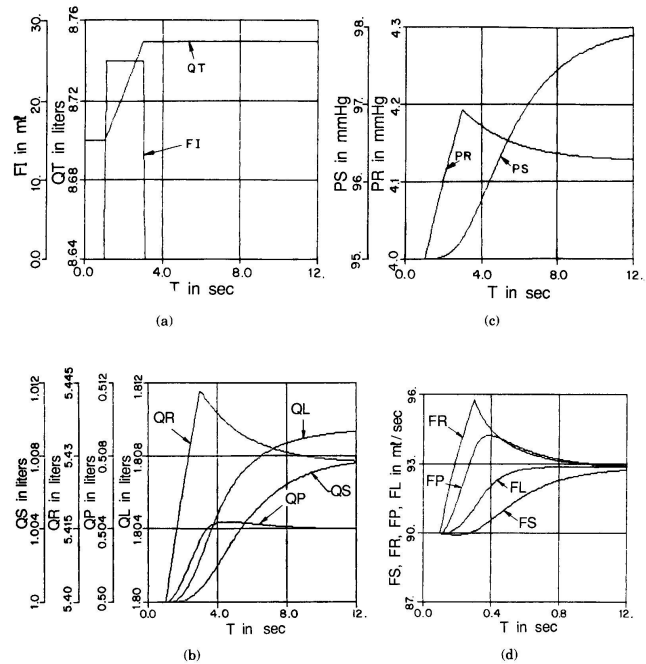 FI in mℓ
30.
20.
10.
0.0
QT in liters
8.76
8.72
8.68
8.64
QT
FI
0.0
4.0
8.0
12.
T in sec
(a)
PS in mmHg
98.
97.
96.
95.
PR in mmHg
4.3
4.2
4.1
4.0
PR
PS
0.0
4.0
8.0
12.
T in sec
(c)
QS in liters
1.012
1.008
1.004
1.0
QR in liters
5.445
5.43
5.415
5.40
QP in liters
0.512
0.508
0.504
0.50
QL in liters
1.812
1.808
1.804
1.80
QR
QL
QS
QP
0.0
4.0
8.0
12.
T in sec
(b)
FS, FR, FP, FL in mℓ/sec
96.
93.
90.
87.
FR
FP
FL
FS
0.0
0.4
0.8
12.
T in sec
(d)